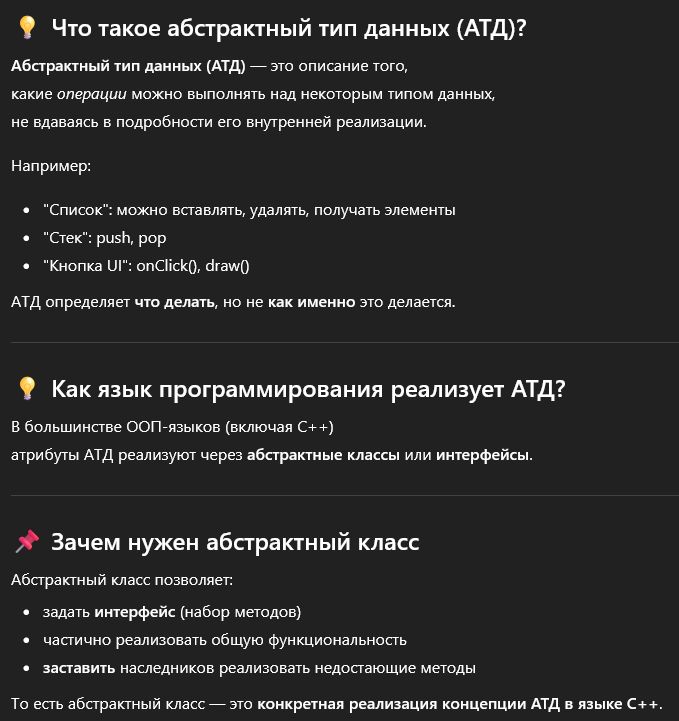 Что такое абстрактный тип данных (АТД)?
Абстрактный тип данных (АТД) — это описание того,
какие операции можно выполнять над некоторым типом данных,
не вдаваясь в подробности его внутренней реализации.
Например:
• "Список": можно вставлять, удалять, получать элементы
• "Стек": push, pop
• "Кнопка UI": onClick(), draw()
АТД определяет что делать, но не как именно это делается.
Как язык программирования реализует АТД?
В большинстве ООП-языков (включая C++)
атрибуты АТД реализуют через абстрактные классы или интерфейсы.
Зачем нужен абстрактный класс
Абстрактный класс позволяет:
• задать интерфейс (набор методов)
• частично реализовать общую функциональность
• заставить наследников реализовать недостающие методы
То есть абстрактный класс — это конкретная реализация концепции АТД в языке C++.